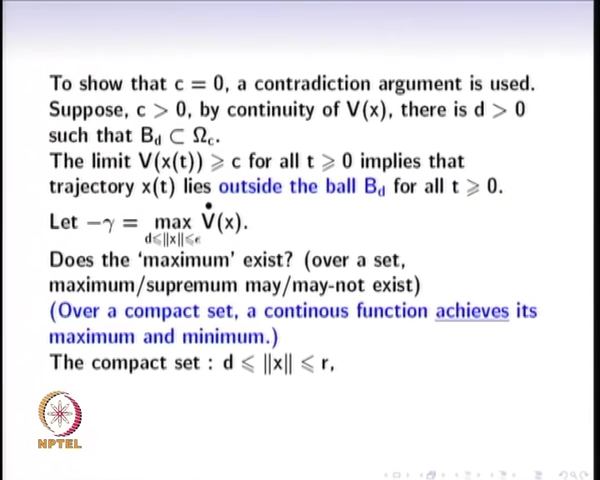 To show that c = 0, a contradiction argument is used.
Suppose, c > 0, by continuity of V(x), there is d > 0
such that B_d ⊂ Ω_c.
The limit V(x(t)) ⩾ c for all t ⩾ 0 implies that
trajectory x(t) lies outside the ball B_d for all t ⩾ 0.
Let −γ = max_{d⩽||x||⩽ϵ} V̇(x).
Does the ‘maximum’ exist? (over a set,
maximum/supremum may/may-not exist)
(Over a compact set, a continous function achieves its
maximum and minimum.)
The compact set : d ⩽ ||x|| ⩽ r,
NPTEL